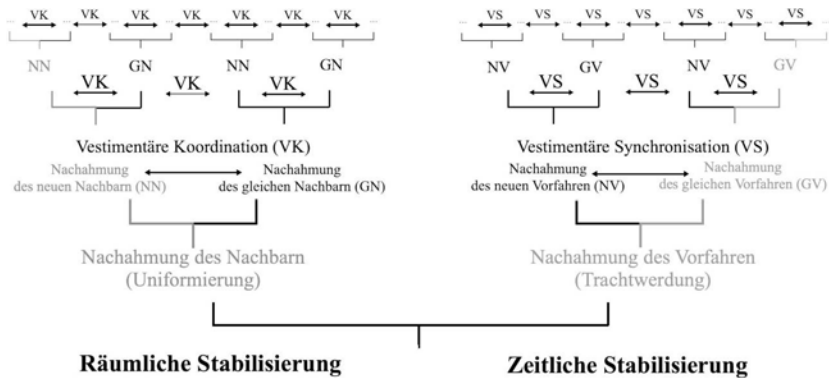 ... VK VK VK VK VK VK VK ...
... VS VS VS VS VS VS VS ...
NN GN NN GN
NV GV NV GV
VK VK VK
VS VS VS
Vestimentäre Koordination (VK)
Nachahmung
des neuen Nachbarn (NN)
Nachahmung
des gleichen Nachbarn (GN)
Nachahmung des Nachbarn
(Uniformierung)
Vestimentäre Synchronisation (VS)
Nachahmung
des neuen Vorfahren (NV)
Nachahmung
des gleichen Vorfahren (GV)
Nachahmung des Vorfahren
(Trachtwerdung)
Räumliche Stabilisierung
Zeitliche Stabilisierung